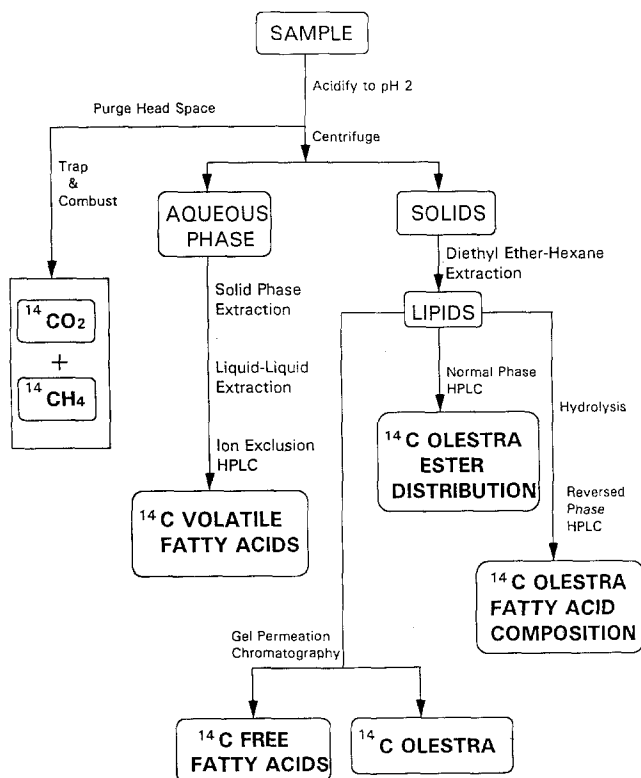 SAMPLE
Acidify to pH 2
Purge Head Space
Centrifuge
Trap
&
Combust
AQUEOUS
PHASE
SOLIDS
Diethyl Ether-Hexane
Extraction
Solid Phase
Extraction
LIPIDS
14CO2
+
14CH4
Liquid-Liquid
Extraction
Normal Phase
HPLC
Hydrolysis
14C OLESTRA
ESTER
DISTRIBUTION
Ion Exclusion
HPLC
Reversed
Phase
HPLC
14C VOLATILE
FATTY ACIDS
14C OLESTRA
FATTY ACID
COMPOSITION
Gel Permeation
Chromatography
14C FREE
FATTY ACIDS
14C OLESTRA